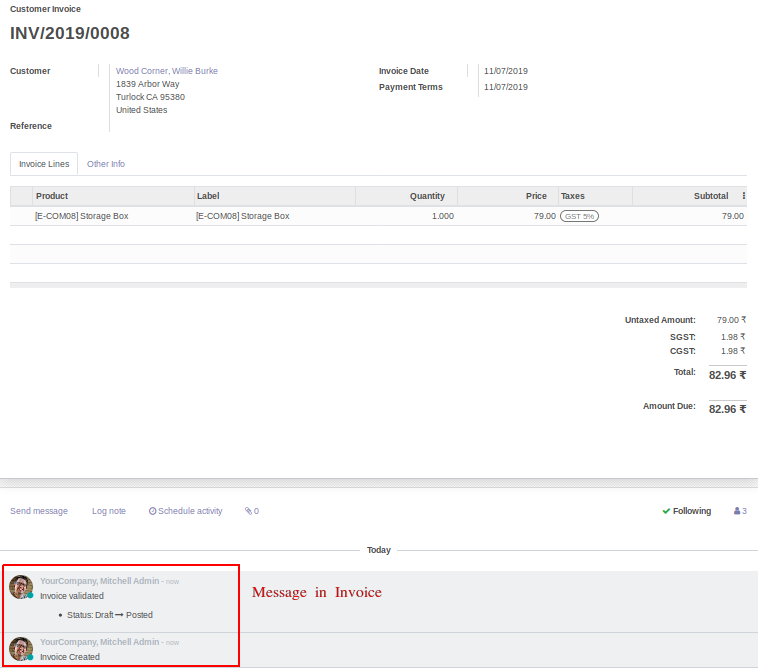 Customer Invoice
INV/2019/0008
Customer Wood Corner, Willie Burke Invoice Date 11/07/2019
1839 Arbor Way Payment Terms 11/07/2019
Turlock CA 95380
United States
Reference
Invoice Lines Other Info
Product Label Quantity Price Taxes Subtotal
[E-COM08] Storage Box [E-COM08] Storage Box 1.000 79.00 GST 5% 79.00
Untaxed Amount: 79.00 ₹
SGST: 1.98 ₹
CGST: 1.98 ₹
Total: 82.96 ₹
Amount Due: 82.96 ₹
Send message Log note Schedule activity 0 Following 3
Today
YourCompany, Mitchell Admin - now
Invoice validated Message in Invoice
• Status: Draft → Posted
YourCompany, Mitchell Admin - now
Invoice Created